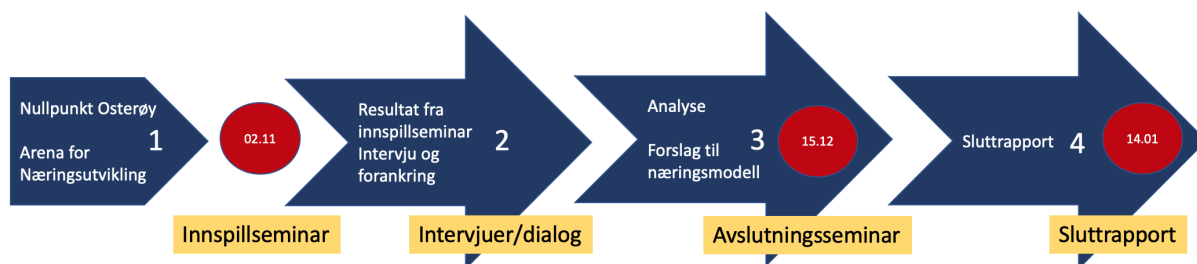 Nullpunkt Osterøy
Arena for
Næringsutvikling
1
02.11
Innspillseminar
Resultat fra
innspillseminar
Intervju og
forankring
2
Intervjuer/dialog
Analyse
Forslag til
næringsmodell
3
15.12
Avslutningsseminar
Sluttrapport
4
14.01
Sluttrapport